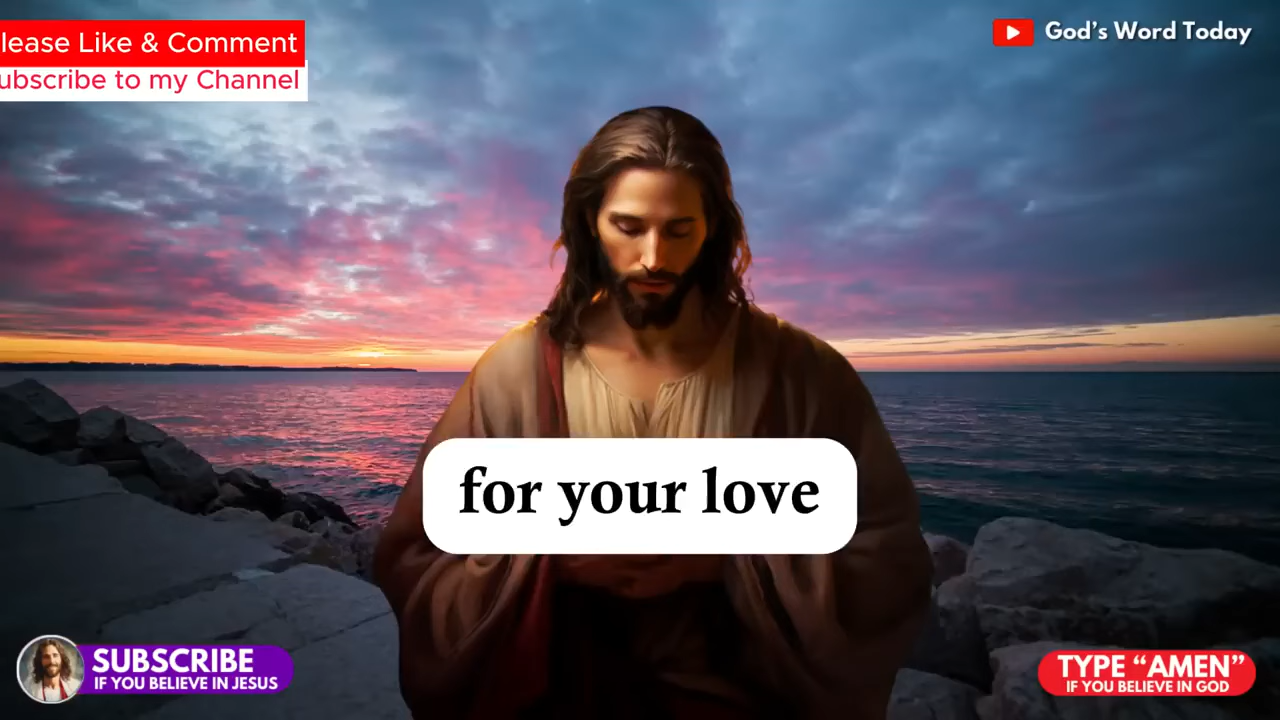 lease Like & Comment
ubscribe to my Channel
God's Word Today
for your love
SUBSCRIBE
IF YOU BELIEVE IN JESUS
TYPE “AMEN”
IF YOU BELIEVE IN GOD